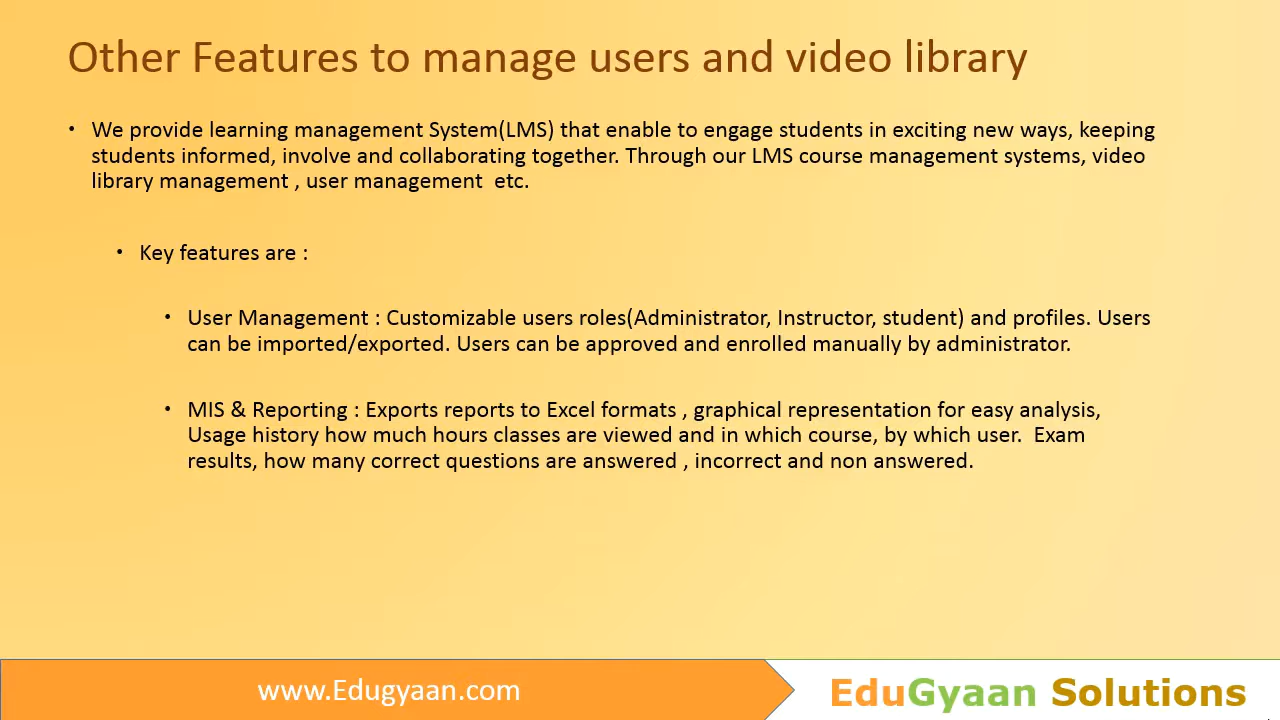 Other Features to manage users and video library
• We provide learning management System(LMS) that enable to engage students in exciting new ways, keeping
students informed, involve and collaborating together. Through our LMS course management systems, video
library management , user management  etc.
• Key features are :
• User Management : Customizable users roles(Administrator, Instructor, student) and profiles. Users
can be imported/exported. Users can be approved and enrolled manually by administrator.
• MIS & Reporting : Exports reports to Excel formats , graphical representation for easy analysis,
Usage history how much hours classes are viewed and in which course, by which user.  Exam
results, how many correct questions are answered , incorrect and non answered.
www.Edugyaan.com
EduGyaan Solutions